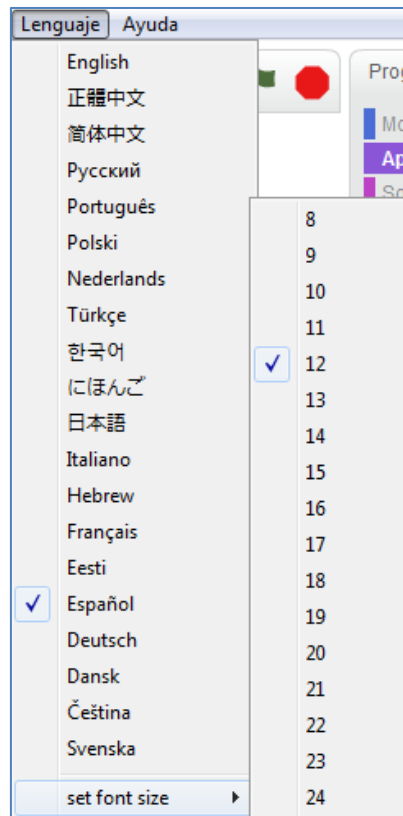 Lenguaje Ayuda
English
正體中文
简体中文
Русский
Português
Polski
Nederlands
Türkçe
한국어
にほんご
日本語
Italiano
Hebrew
Français
Eesti
Español
Deutsch
Dansk
Čeština
Svenska
set font size
8
9
10
11
12
13
14
15
16
17
18
19
20
21
22
23
24